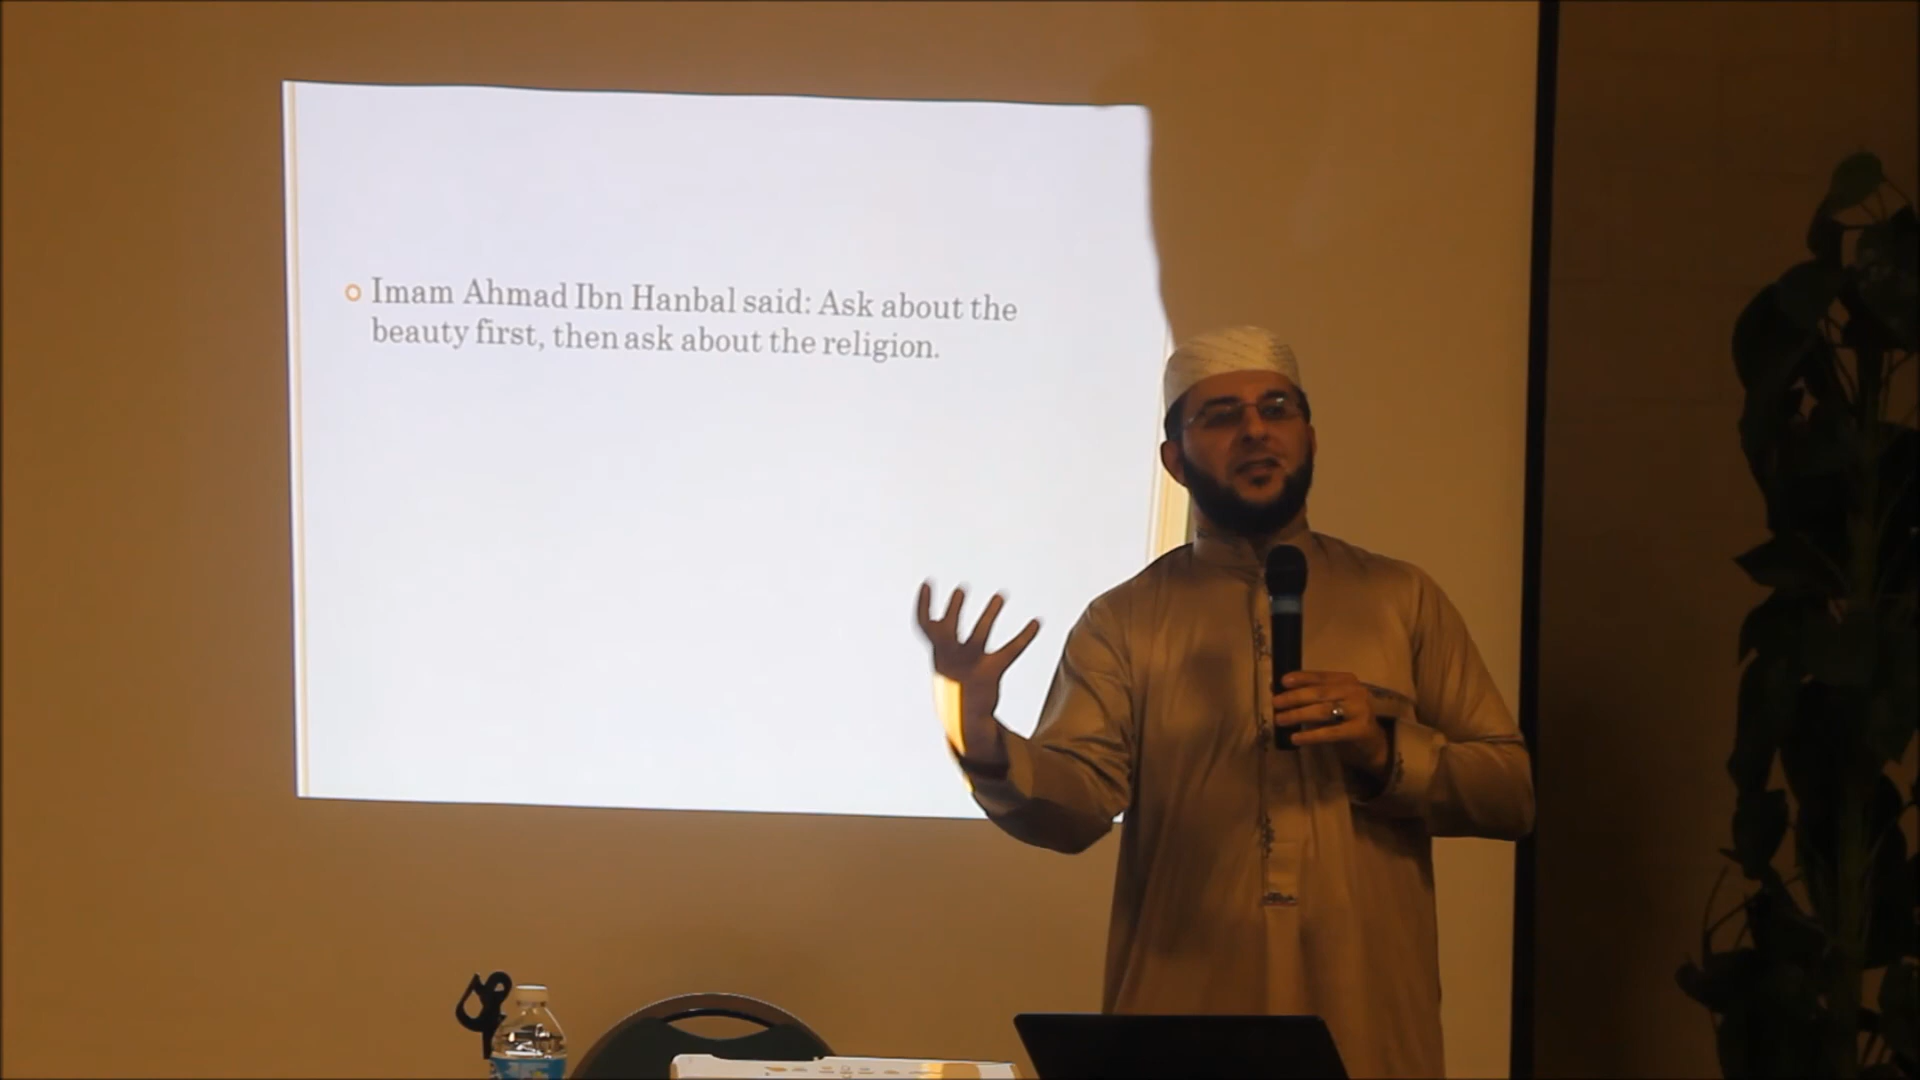 Imam Ahmad Ibn Hanbal said: Ask about the
beauty first, then ask about the religion.